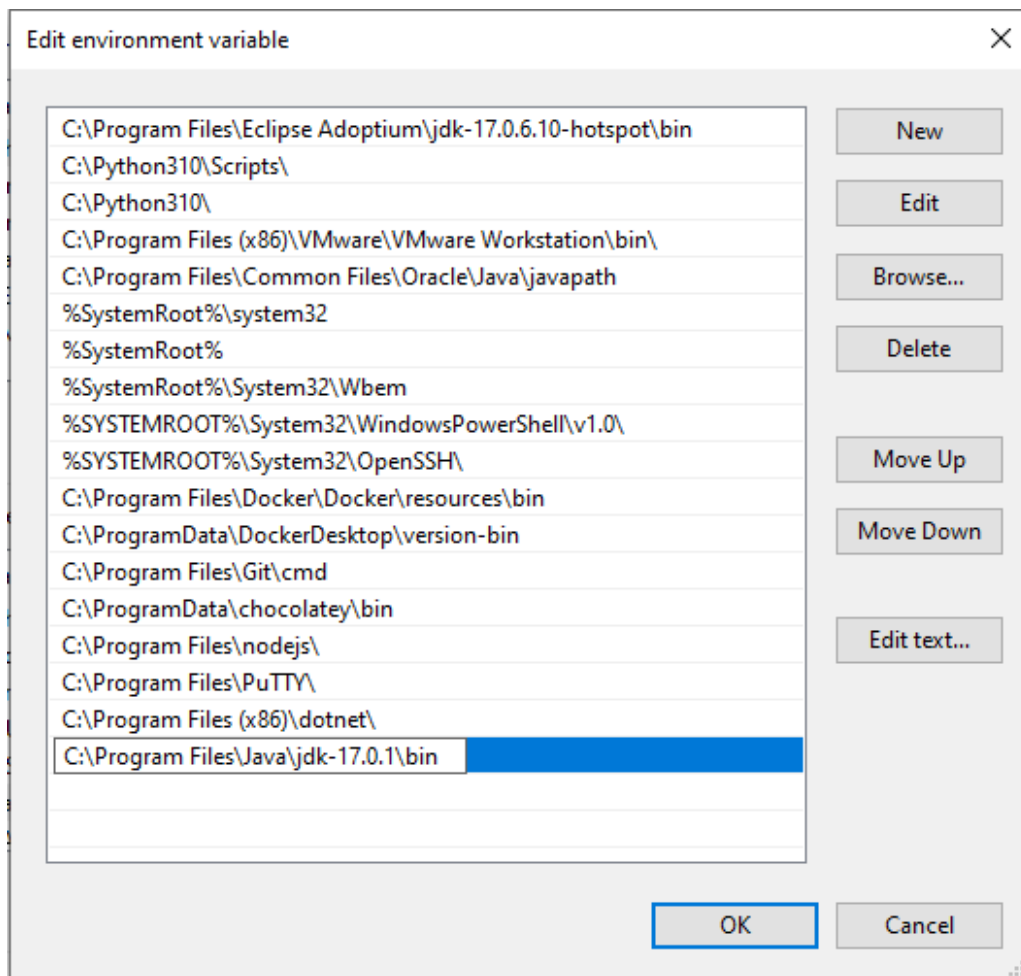 Edit environment variable
C:\Program Files\Eclipse Adoptium\jdk-17.0.6.10-hotspot\bin
C:\Python310\Scripts\
C:\Python310\
C:\Program Files (x86)\VMware\VMware Workstation\bin\
C:\Program Files\Common Files\Oracle\Java\javapath
%SystemRoot%\system32
%SystemRoot%
%SystemRoot%\System32\Wbem
%SYSTEMROOT%\System32\WindowsPowerShell\v1.0\
%SYSTEMROOT%\System32\OpenSSH\
C:\Program Files\Docker\Docker\resources\bin
C:\ProgramData\DockerDesktop\version-bin
C:\Program Files\Git\cmd
C:\ProgramData\chocolatey\bin
C:\Program Files\nodejs\
C:\Program Files\PuTTY\
C:\Program Files (x86)\dotnet\
C:\Program Files\Java\jdk-17.0.1\bin
New
Edit
Browse...
Delete
Move Up
Move Down
Edit text...
OK
Cancel